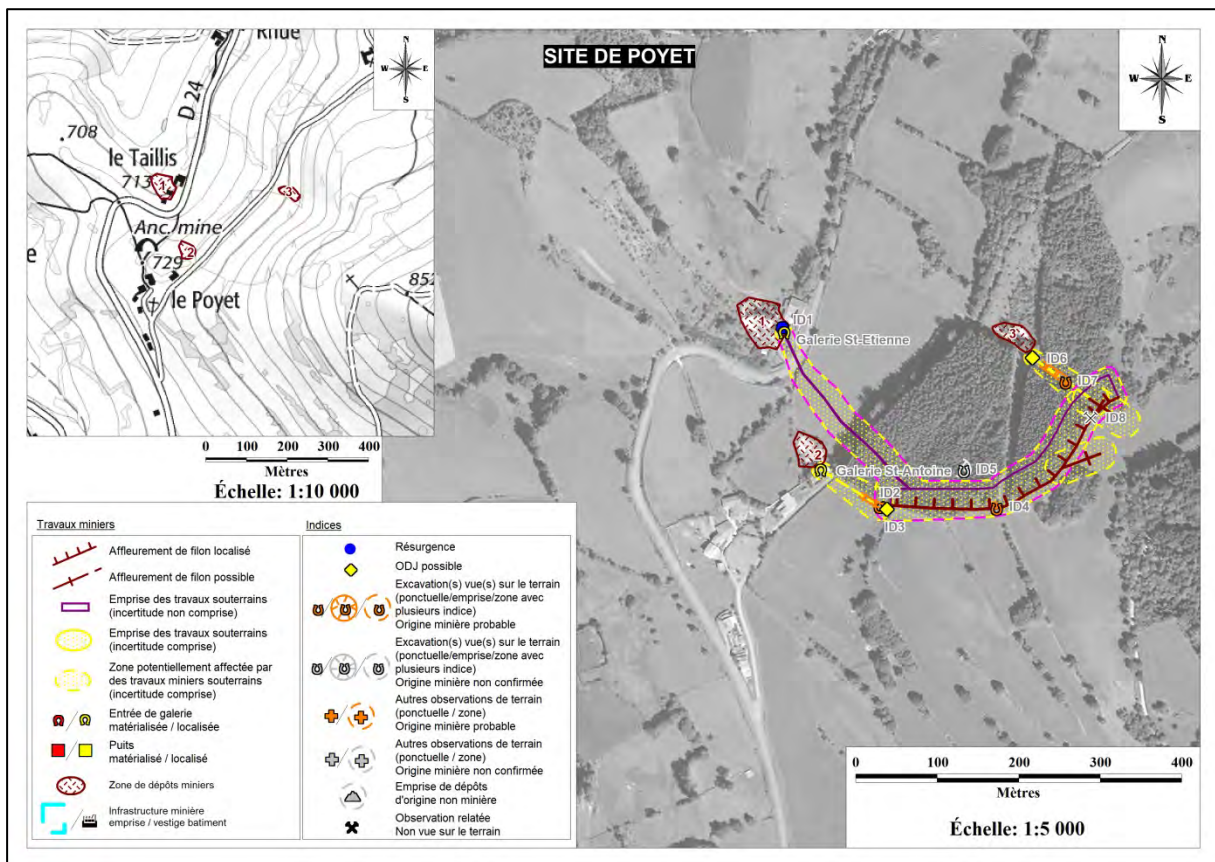 SITE DE POYET
N
W E
S
N
W E
S
Rhue
D 24
708
le Taillis
713
1
3
Anc. mine
2
729
le Poyet
852
e
0 100 200 300 400
Mètres
Échelle: 1:10 000
1
ID1
Galerie St-Etienne
3
ID6
ID7
ID8
2
Galerie St-Antoine
ID5
ID2
ID4
ID3
Travaux miniers
Affleurement de filon localisé
Affleurement de filon possible
Emprise des travaux souterrains
(incertitude non comprise)
Emprise des travaux souterrains
(incertitude comprise)
Zone potentiellement affectée par
des travaux miniers souterrains
(incertitude comprise)
Entrée de galerie
matérialisée / localisée
Puits
matérialisé / localisé
Zone de dépôts miniers
Infrastructure minière
emprise / vestige batiment
Indices
Résurgence
ODJ possible
Excavation(s) vue(s) sur le terrain
(ponctuelle/emprise/zone avec
plusieurs indice)
Origine minière probable
Excavation(s) vue(s) sur le terrain
(ponctuelle/emprise/zone avec
plusieurs indice)
Origine minière non confirmée
Autres observations de terrain
(ponctuelle / zone)
Origine minière probable
Autres observations de terrain
(ponctuelle / zone)
Origine minière non confirmée
Emprise de dépôts
d'origine non minière
Observation relatée
Non vue sur le terrain
0 100 200 300 400
Mètres
Échelle: 1:5 000